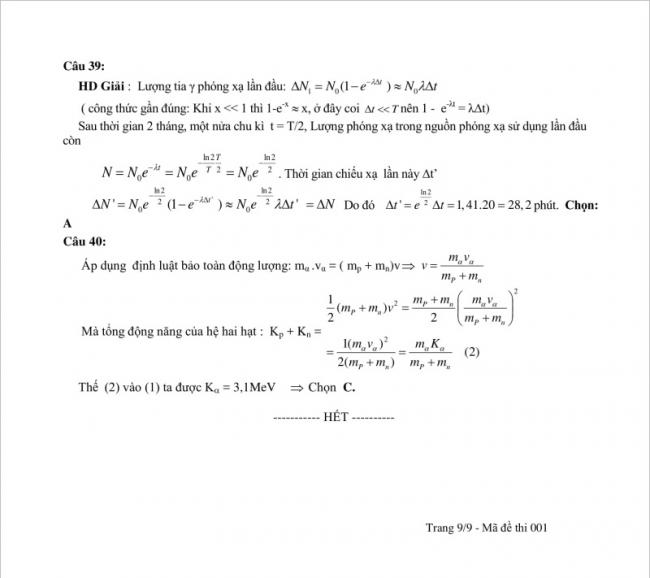 Câu 39:
HD Giải : Lượng tia γ phóng xạ lần đầu: ΔN₁ = N₀(1−e^(−λΔt)) ≈ N₀λΔt
( công thức gần đúng: Khi x << 1 thì 1-e^(-x) ≈ x, ở đây coi Δt << T nên 1 - e^(-λt) = λΔt)
Sau thời gian 2 tháng, một nửa chu kì t = T/2, Lượng phóng xạ trong nguồn phóng xạ sử dụng lần đầu
còn
N = N₀e^(−λt) = N₀e^(−(ln2/T)(T/2)) = N₀e^(−ln2/2) . Thời gian chiếu xạ lần này Δt’
ΔN' = N₀e^(−ln2/2)(1−e^(−λΔt')) ≈ N₀e^(−ln2/2)λΔt' = ΔN Do đó Δt' = e^(ln2/2)Δt = 1,41.20 = 28,2 phút. Chọn:
A
Câu 40:
Áp dụng định luật bảo toàn động lượng: mα.vα = ( mp + mn)v ⇒ v = mαvα/(mP + mn)
Mà tổng động năng của hệ hai hạt : Kp + Kn = 1/2(mP + mn)v² = (mP + mn)/2 (mαvα/(mP + mn))²
= 1(mαvα)²/(2(mP + mn)) = mαKα/(mP + mn) (2)
Thế (2) vào (1) ta được Kα = 3,1MeV ⇒ Chọn C.
----------- HẾT ----------
Trang 9/9 - Mã đề thi 001